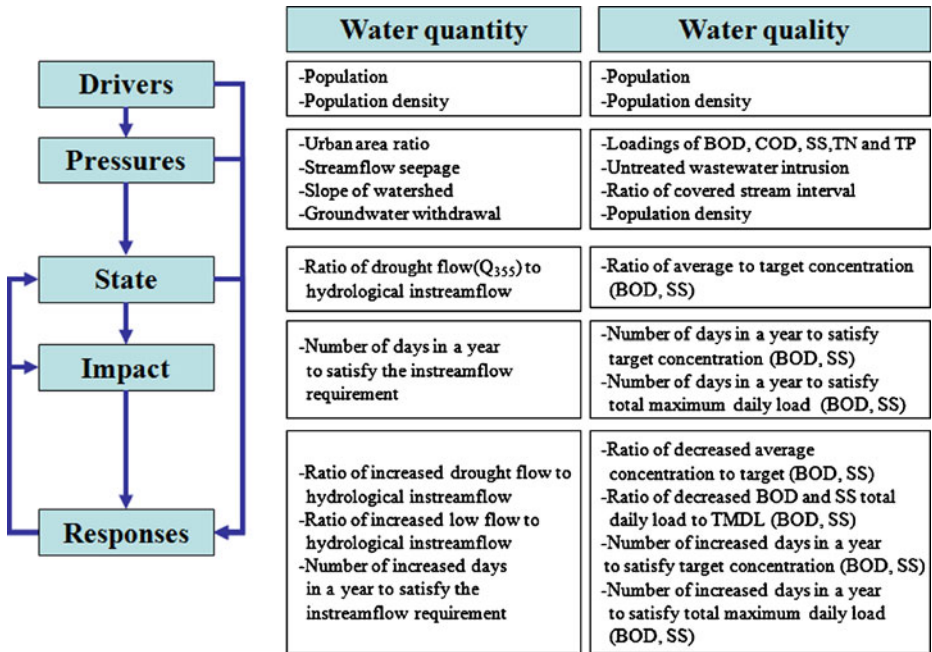 Water quantity
Water quality
Drivers
-Population
-Population density
-Population
-Population density
Pressures
-Urban area ratio
-Streamflow seepage
-Slope of watershed
-Groundwater withdrawal
-Loadings of BOD, COD, SS,TN and TP
-Untreated wastewater intrusion
-Ratio of covered stream interval
-Population density
State
-Ratio of drought flow(Q₃₅₅) to
hydrological instreamflow
-Ratio of average to target concentration
(BOD, SS)
Impact
-Number of days in a year
to satisfy the instreamflow
requirement
-Number of days in a year to satisfy
target concentration (BOD, SS)
-Number of days in a year to satisfy
total maximum daily load (BOD, SS)
Responses
-Ratio of increased drought flow to
hydrological instreamflow
-Ratio of increased low flow to
hydrological instreamflow
-Number of increased days
in a year to satisfy the
instreamflow requirement
-Ratio of decreased average
concentration to target (BOD, SS)
-Ratio of decreased BOD and SS total
daily load to TMDL (BOD, SS)
-Number of increased days in a year
to satisfy target concentration (BOD, SS)
-Number of increased days in a year
to satisfy total maximum daily load
(BOD, SS)